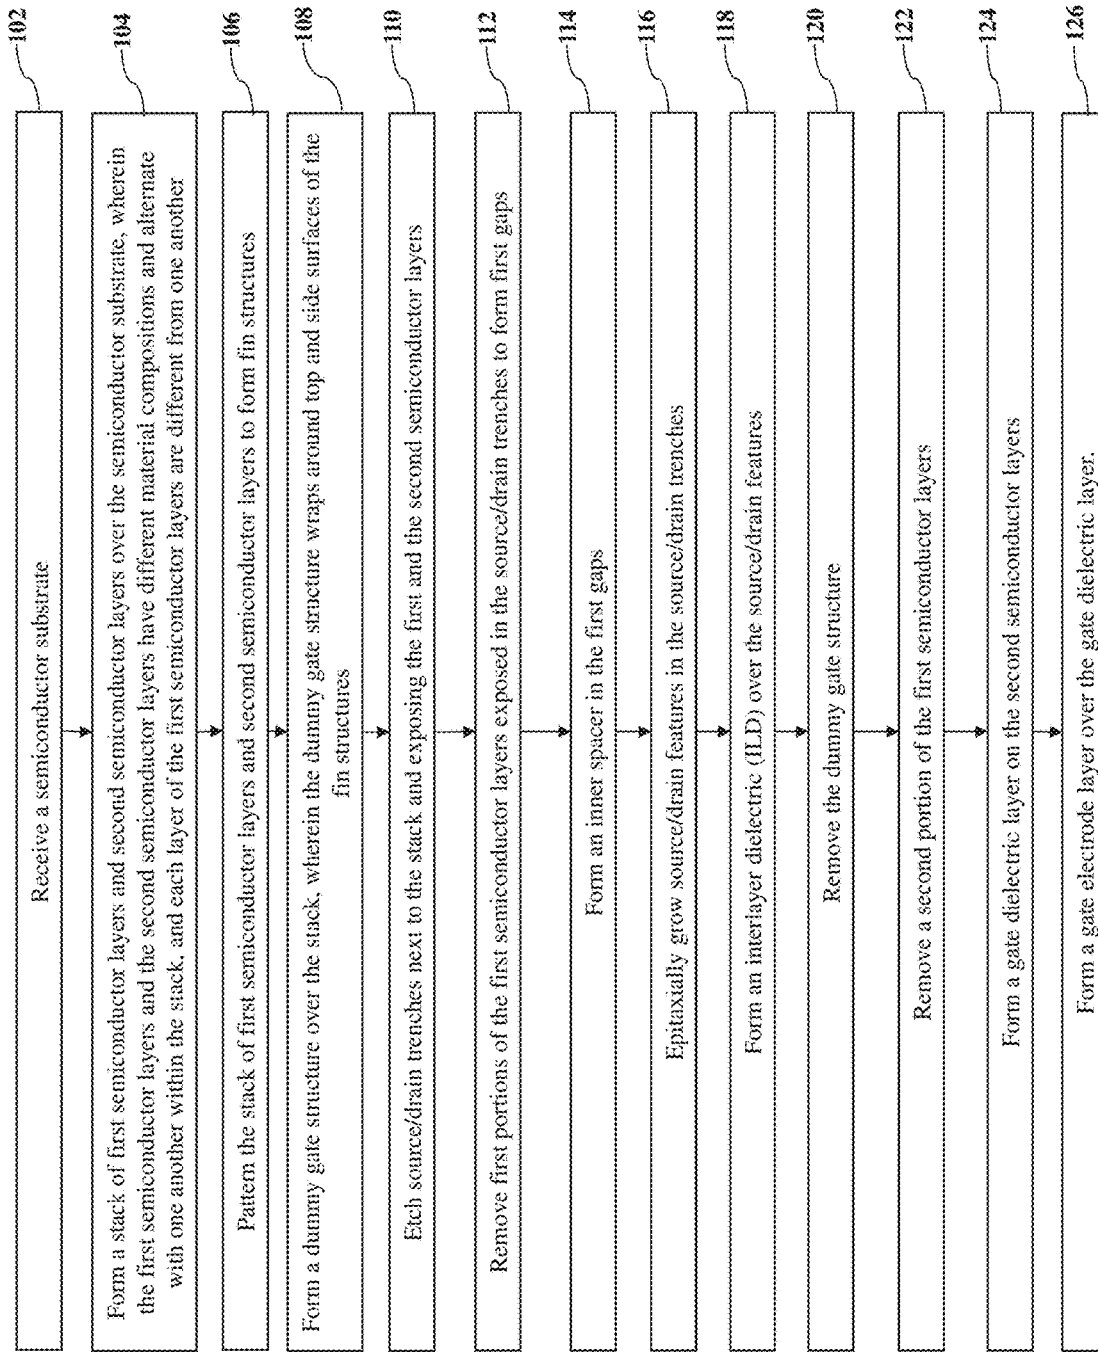 Receive a semiconductor substrate
102
Form a stack of first semiconductor layers and second semiconductor layers over the semiconductor substrate, wherein
the first semiconductor layers and the second semiconductor layers have different material compositions and alternate
with one another within the stack, and each layer of the first semiconductor layers are different from one another
104
Pattern the stack of first semiconductor layers and second semiconductor layers to form fin structures
106
Form a dummy gate structure over the stack, wherein the dummy gate structure wraps around top and side surfaces of the
fin structures
108
Etch source/drain trenches next to the stack and exposing the first and the second semiconductor layers
110
Remove first portions of the first semiconductor layers exposed in the source/drain trenches to form first gaps
112
Form an inner spacer in the first gaps
114
Epitaxially grow source/drain features in the source/drain trenches
116
Form an interlayer dielectric (ILD) over the source/drain features
118
Remove the dummy gate structure
120
Remove a second portion of the first semiconductor layers
122
Form a gate dielectric layer on the second semiconductor layers
124
Form a gate electrode layer over the gate dielectric layer.
126